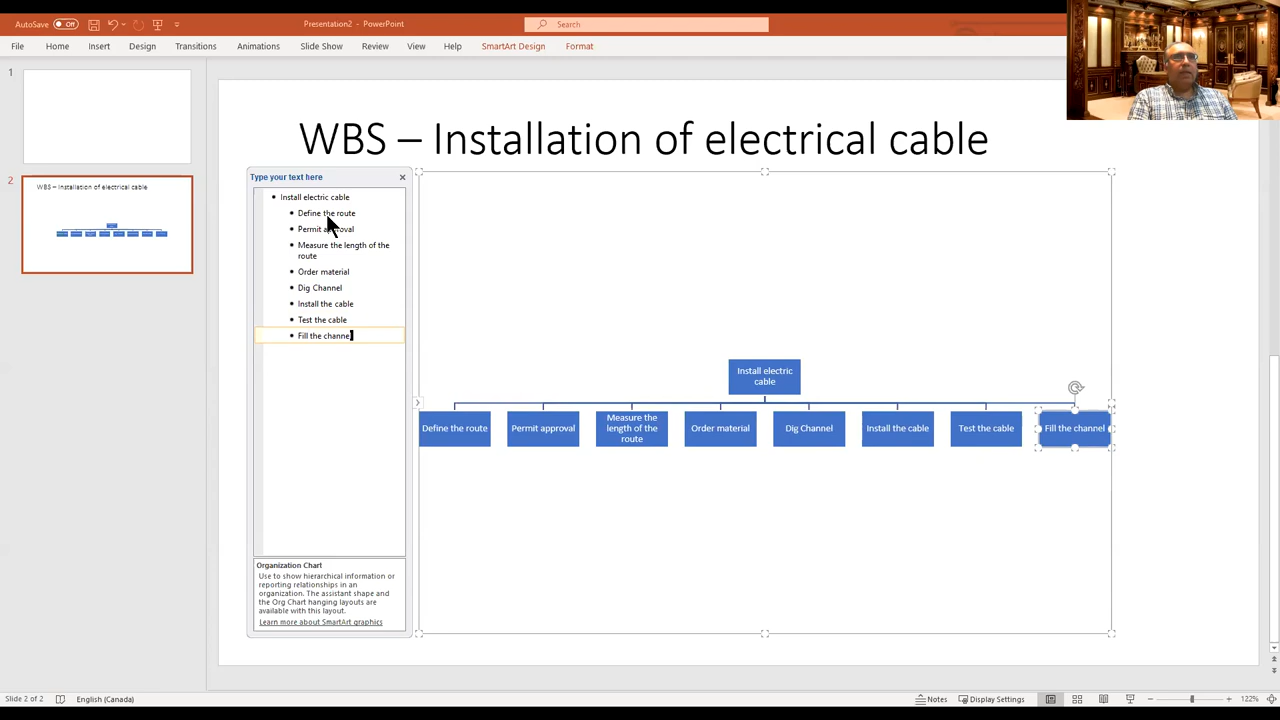 AutoSave Off
Presentation2 - PowerPoint
Search
File Home Insert Design Transitions Animations Slide Show Review View Help SmartArt Design Format
1
2
WBS – Installation of electrical cable
WBS – Installation of electrical cable
Type your text here
Install electric cable
Define the route
Permit approval
Measure the length of the
route
Order material
Dig Channel
Install the cable
Test the cable
Fill the channel
Organization Chart
Use to show hierarchical information or
reporting relationships in an
organization. The assistant shape and
the Org Chart hanging layouts are
available with this layout.
Learn more about SmartArt graphics
Install electric
cable
Define the route
Permit approval
Measure the
length of the
route
Order material
Dig Channel
Install the cable
Test the cable
Fill the channel
Slide 2 of 2
English (Canada)
Notes
Display Settings
122%